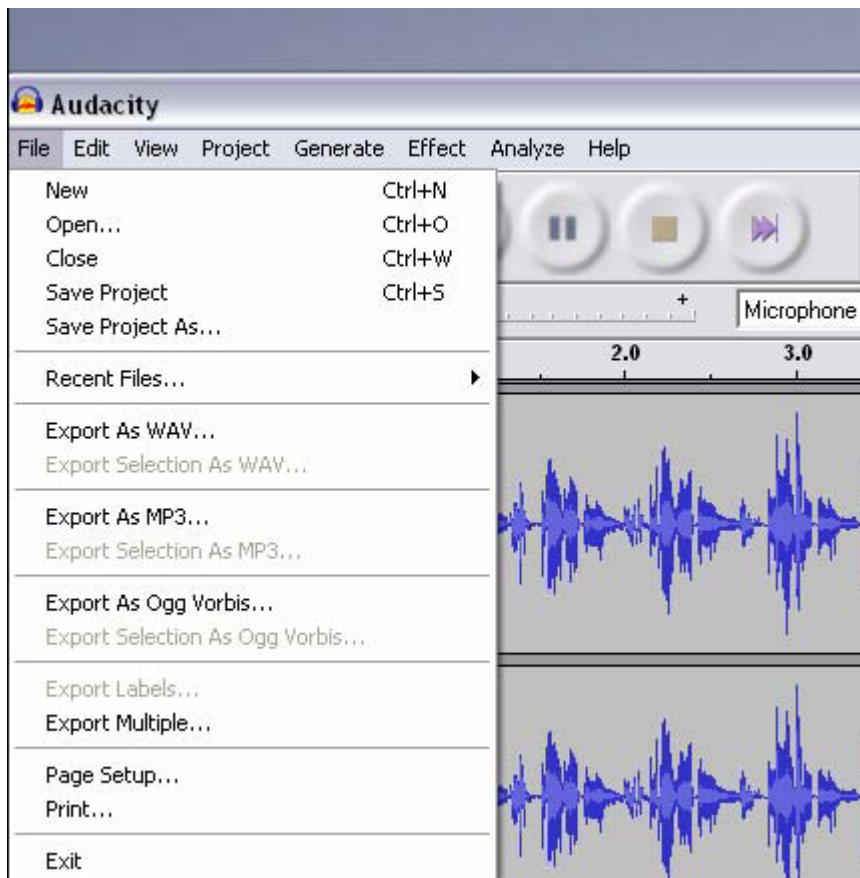 Audacity
File Edit View Project Generate Effect Analyze Help
New Ctrl+N
Open... Ctrl+O
Close Ctrl+W
Save Project Ctrl+S
Save Project As...
Recent Files...
Export As WAV...
Export Selection As WAV...
Export As MP3...
Export Selection As MP3...
Export As Ogg Vorbis...
Export Selection As Ogg Vorbis...
Export Labels...
Export Multiple...
Page Setup...
Print...
Exit
+ Microphone
2.0 3.0